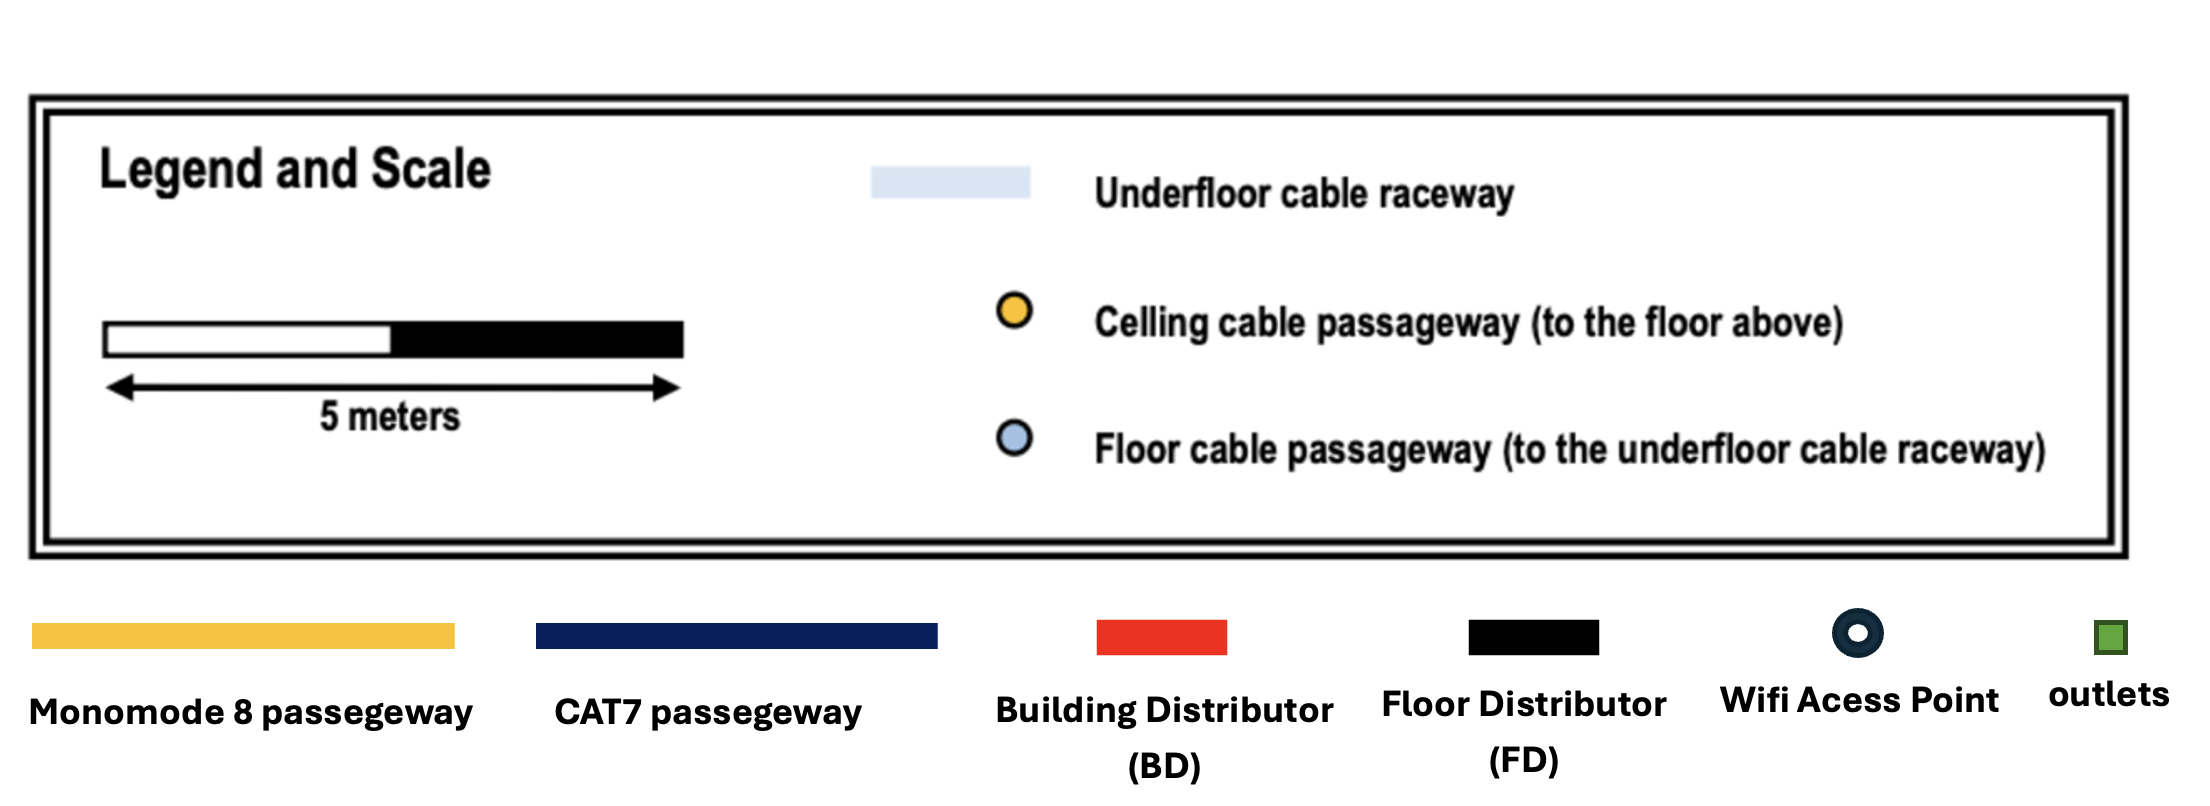 Legend and Scale
Underfloor cable raceway
Celling cable passageway (to the floor above)
5 meters
Floor cable passageway (to the underfloor cable raceway)
Monomode 8 passegeway
CAT7 passegeway
Building Distributor
(BD)
Floor Distributor
(FD)
Wifi Acess Point
outlets